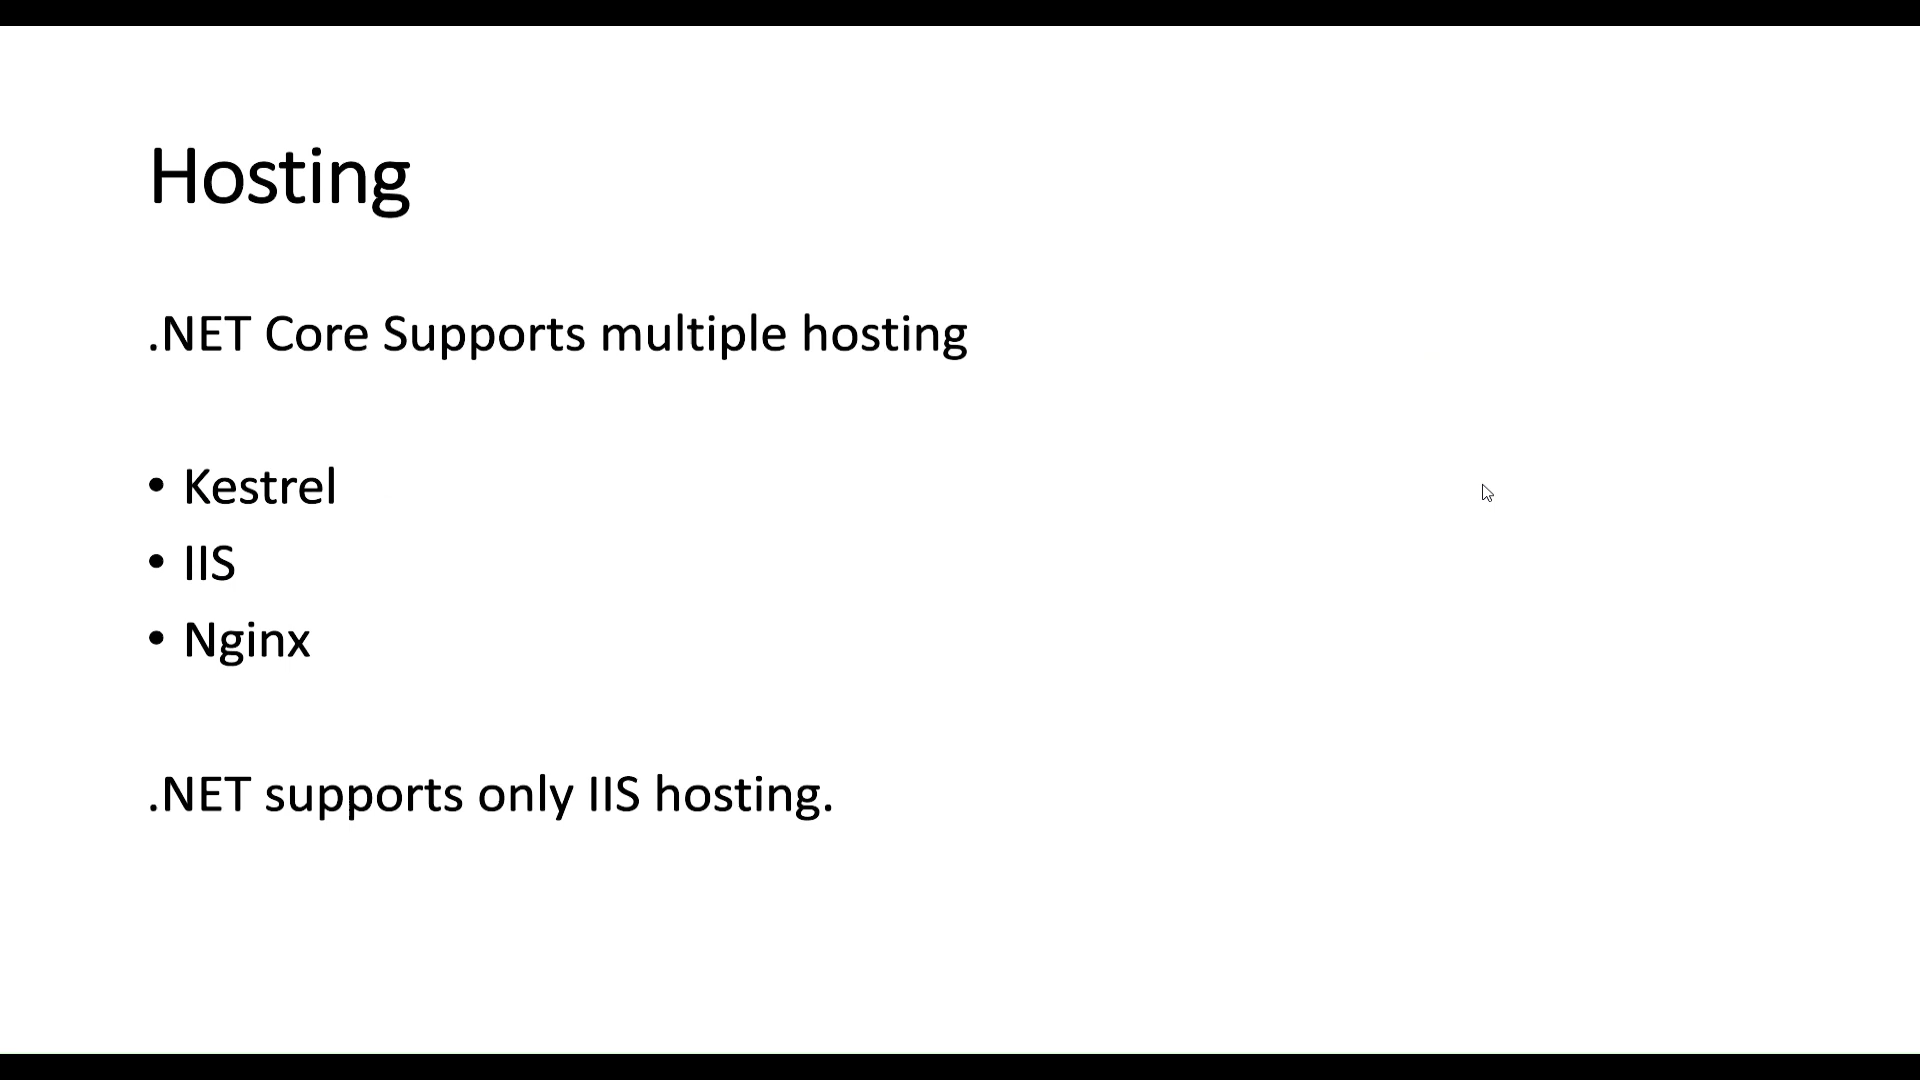 Hosting
.NET Core Supports multiple hosting
• Kestrel
• IIS
• Nginx
.NET supports only IIS hosting.